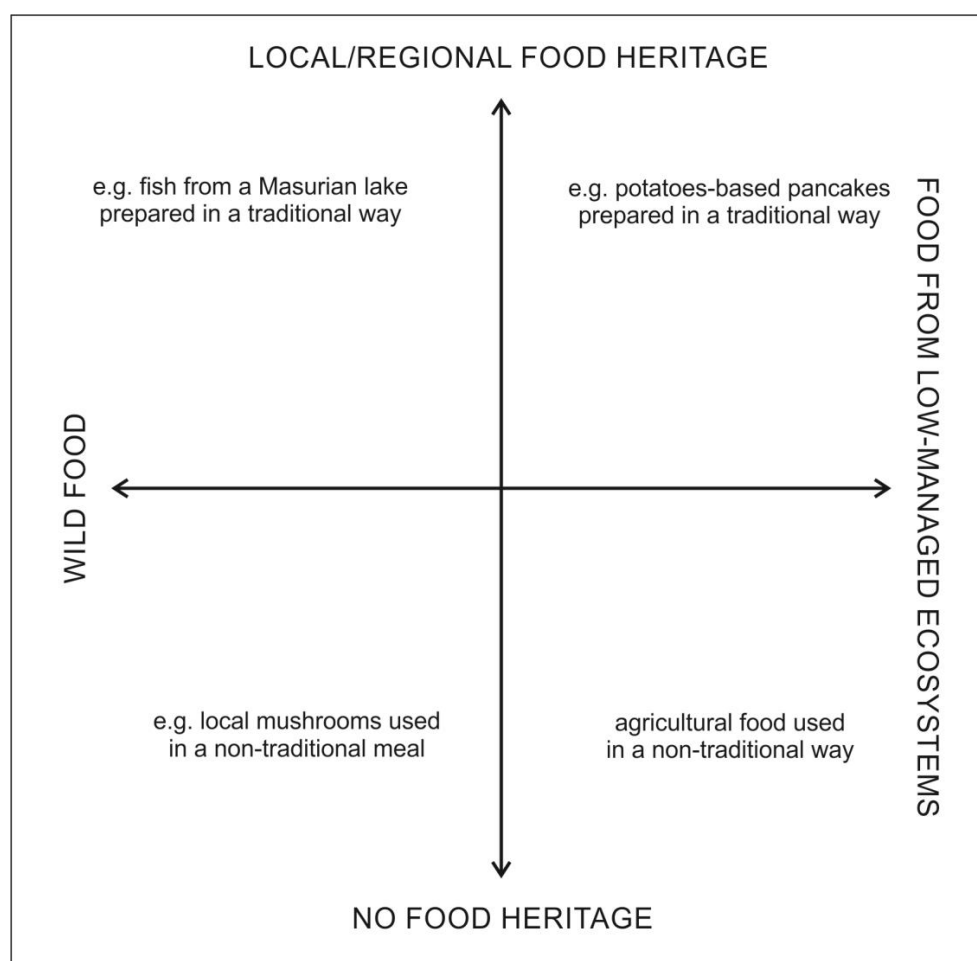 LOCAL/REGIONAL FOOD HERITAGE
e.g. fish from a Masurian lake
prepared in a traditional way
e.g. potatoes-based pancakes
prepared in a traditional way
WILD FOOD
FOOD FROM LOW-MANAGED ECOSYSTEMS
e.g. local mushrooms used
in a non-traditional meal
agricultural food used
in a non-traditional way
NO FOOD HERITAGE